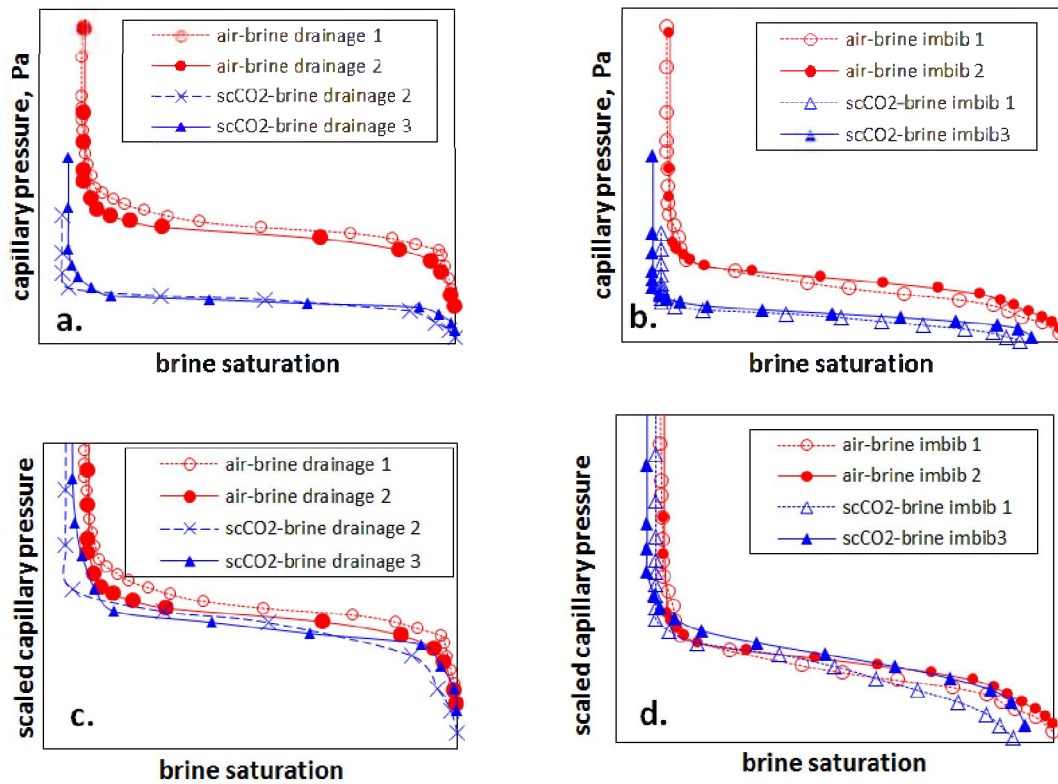 capillary pressure, Pa
air-brine drainage 1
air-brine drainage 2
scCO2-brine drainage 2
scCO2-brine drainage 3
a.
brine saturation
capillary pressure, Pa
air-brine imbib 1
air-brine imbib 2
scCO2-brine imbib 1
scCO2-brine imbib3
b.
brine saturation
scaled capillary pressure
air-brine drainage 1
air-brine drainage 2
scCO2-brine drainage 2
scCO2-brine drainage 3
c.
brine saturation
scaled capillary pressure
air-brine imbib 1
air-brine imbib 2
scCO2-brine imbib 1
scCO2-brine imbib3
d.
brine saturation